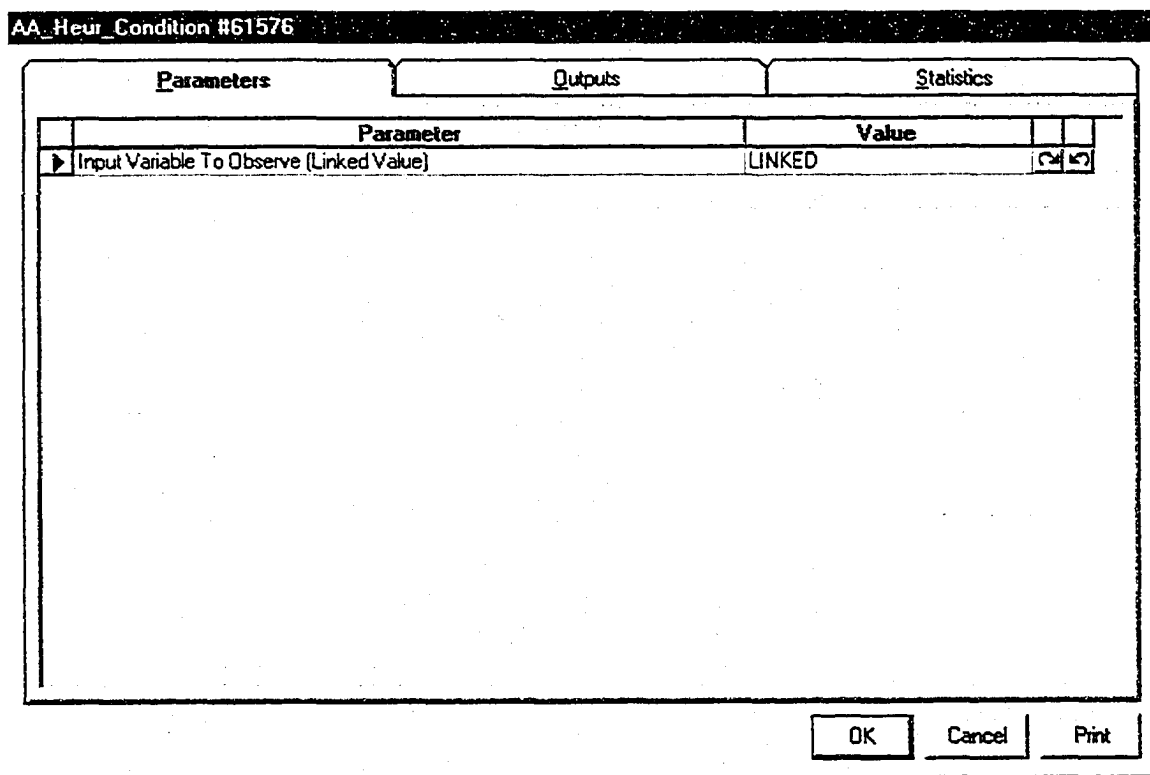 AA_Heur_Condition #61576
Parameters Outputs Statistics
Parameter Value
Input Variable To Observe (Linked Value) LINKED
OK Cancel Print